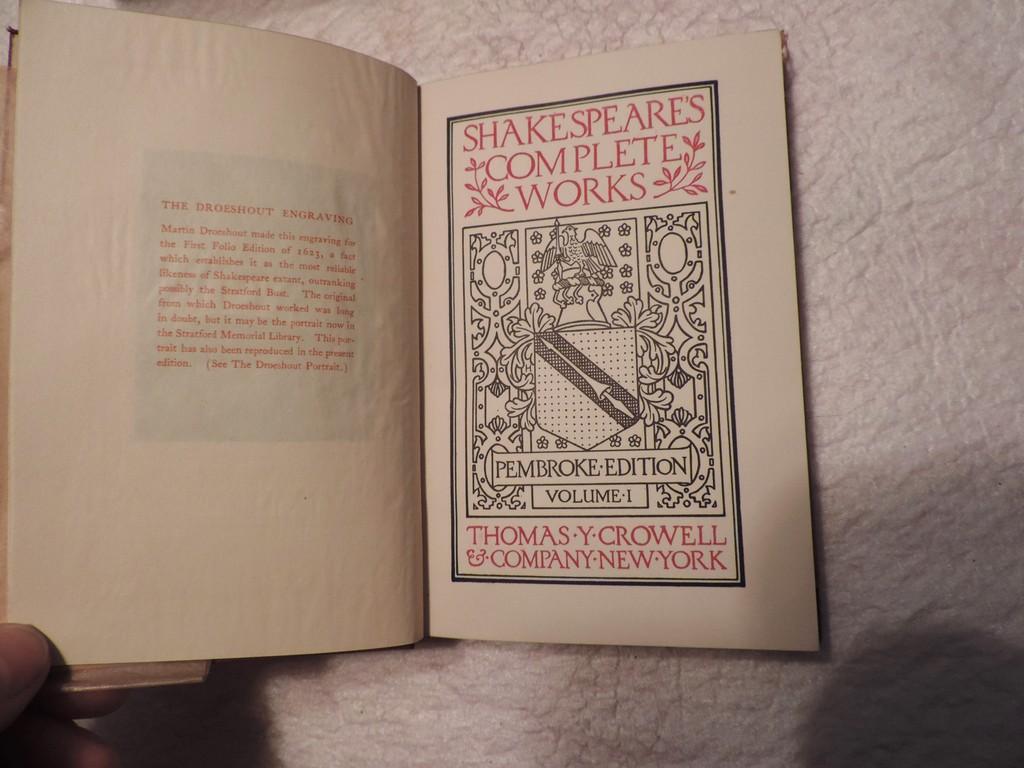 THE DROESHOUT ENGRAVING
Martin Droeshout made this engraving for
the First Folio Edition of 1623, a fact
which establishes it as the most reliable
likeness of Shakespeare extant, outranking
possibly the Stratford Bust. The original
from which Droeshout worked was long
in doubt, but it may be the portrait now in
the Stratford Memorial Library. This por-
trait has also been reproduced in the present
edition. (See The Droeshout Portrait.)
SHAKESPEARE'S
COMPLETE
WORKS
PEMBROKE·EDITION
VOLUME·I
THOMAS·Y·CROWELL
&·COMPANY·NEW·YORK